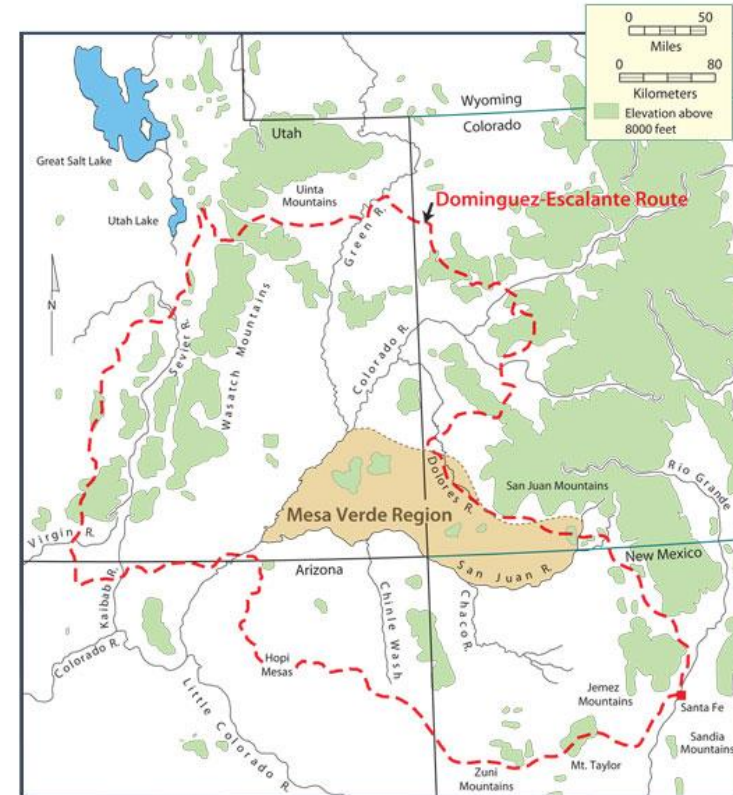 0 50
Miles
0 80
Kilometers
Elevation above
8000 feet
Wyoming
Colorado
Utah
Great Salt Lake
Uinta
Mountains
Utah Lake
Dominguez-Escalante Route
Green R.
N
Sevier R.
Wasatch Mountains
Colorado R.
Dolores R.
San Juan Mountains
Rio Grande
Mesa Verde Region
Virgin R.
New Mexico
Arizona
San Juan R.
Kaibab R.
Chinle Wash
Chaco R.
Colorado R.
Hopi
Mesas
Little Colorado R.
Jemez
Mountains
Santa Fe
Sandia
Mountains
Mt. Taylor
Zuni
Mountains